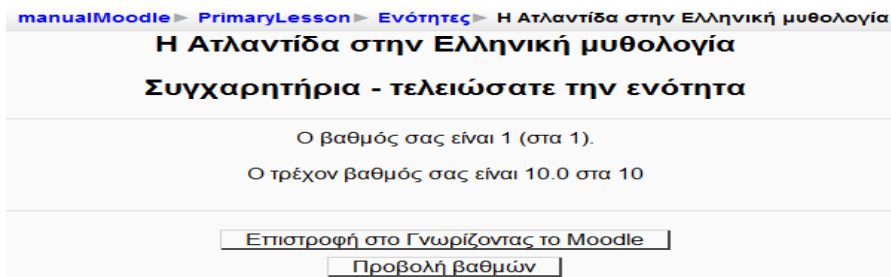 manualMoodle► PrimaryLesson► Ενότητες► Η Ατλαντίδα στην Ελληνική μυθολογία
Η Ατλαντίδα στην Ελληνική μυθολογία
Συγχαρητήρια - τελειώσατε την ενότητα
Ο βαθμός σας είναι 1 (στα 1).
Ο τρέχον βαθμός σας είναι 10.0 στα 10
Επιστροφή στο Γνωρίζοντας το Moodle
Προβολή βαθμών